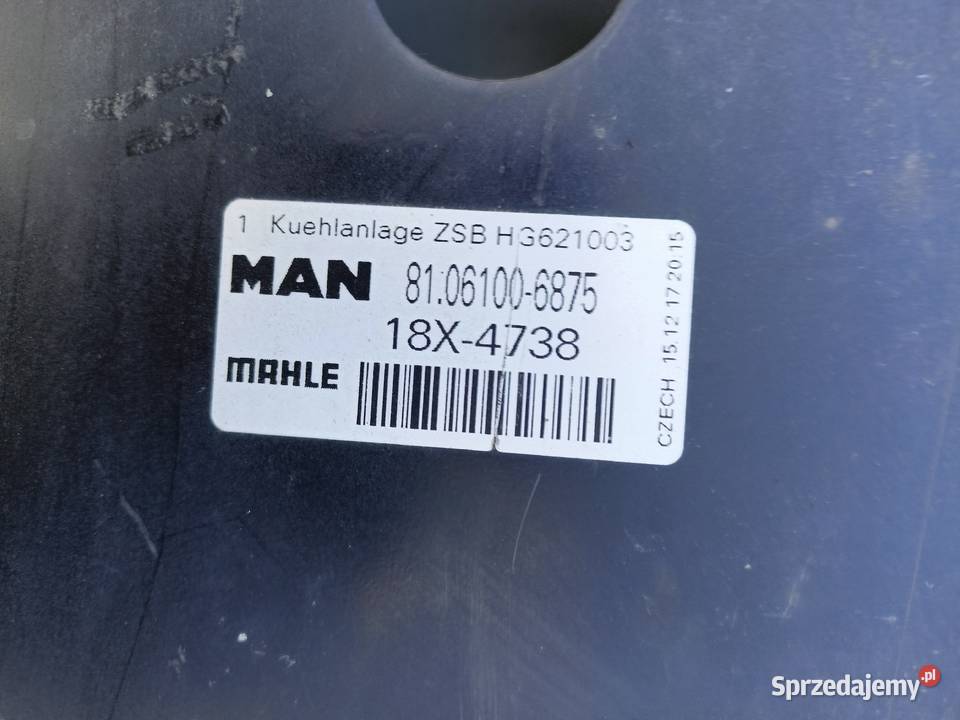 1 Kuehlanlage ZSB HG621003
MAN 81.06100-6875
18X-4738
MAHLE
CZECH 15.12.17 20:15
Sprzedajemy.pl